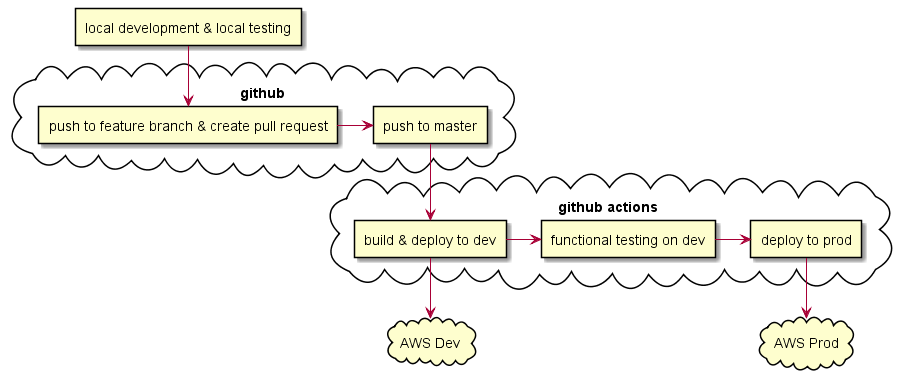 local development & local testing
github
push to feature branch & create pull request
push to master
github actions
build & deploy to dev
functional testing on dev
deploy to prod
AWS Dev
AWS Prod